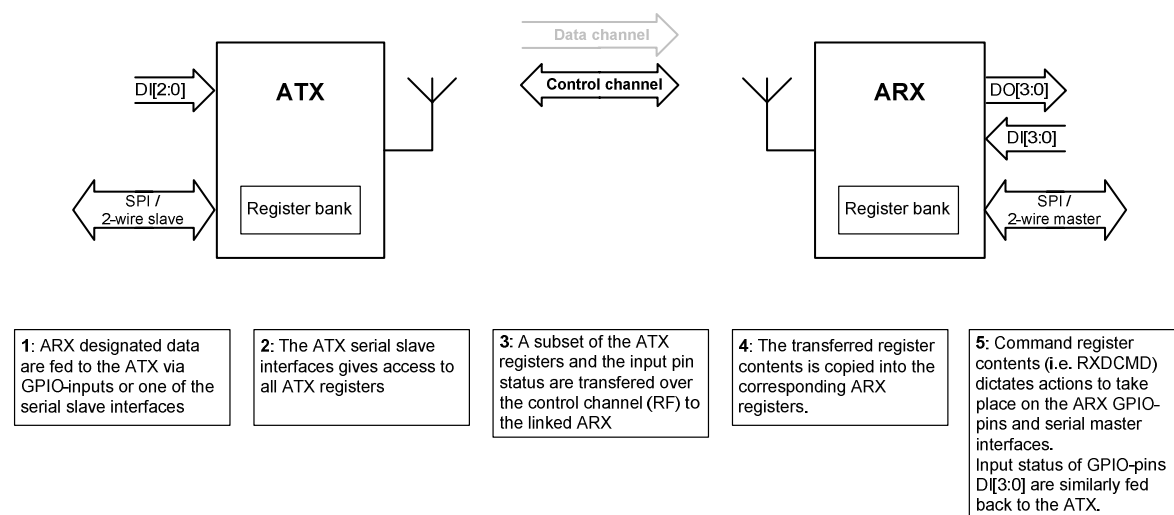 Data channel
Control channel
DI[2:0]
ATX
SPI /
2-wire slave
Register bank
ARX
DO[3:0]
DI[3:0]
Register bank
SPI /
2-wire master
1: ARX designated data
are fed to the ATX via
GPIO-inputs or one of the
serial slave interfaces
2: The ATX serial slave
interfaces gives access to
all ATX registers
3: A subset of the ATX
registers and the input pin
status are transfered over
the control channel (RF) to
the linked ARX
4: The transferred register
contents is copied into the
corresponding ARX
registers.
5: Command register
contents (i.e. RXDCMD)
dictates actions to take
place on the ARX GPIO-
pins and serial master
interfaces.
Input status of GPIO-pins
DI[3:0] are similarly fed
back to the ATX.